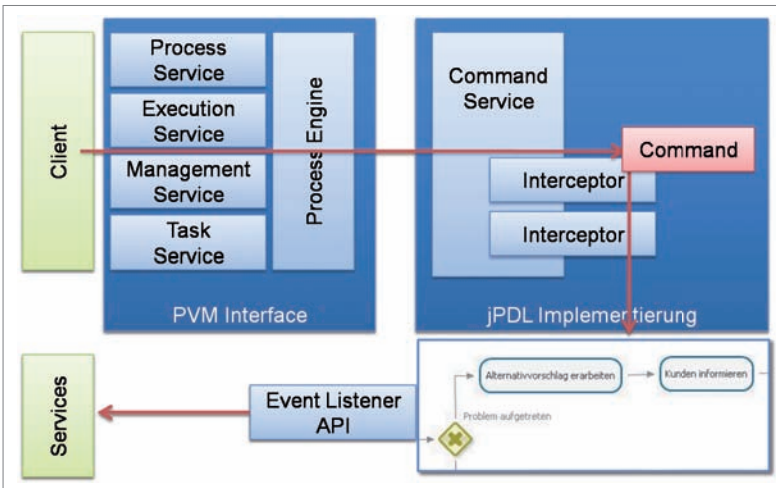 Client
Process
Service
Execution
Service
Management
Service
Task
Service
Process Engine
PVM Interface
Command
Service
Command
Interceptor
Interceptor
jPDL Implementierung
Services
Event Listener
API
Alternativvorschlag erarbeiten
Kunden informieren
Problem aufgetreten